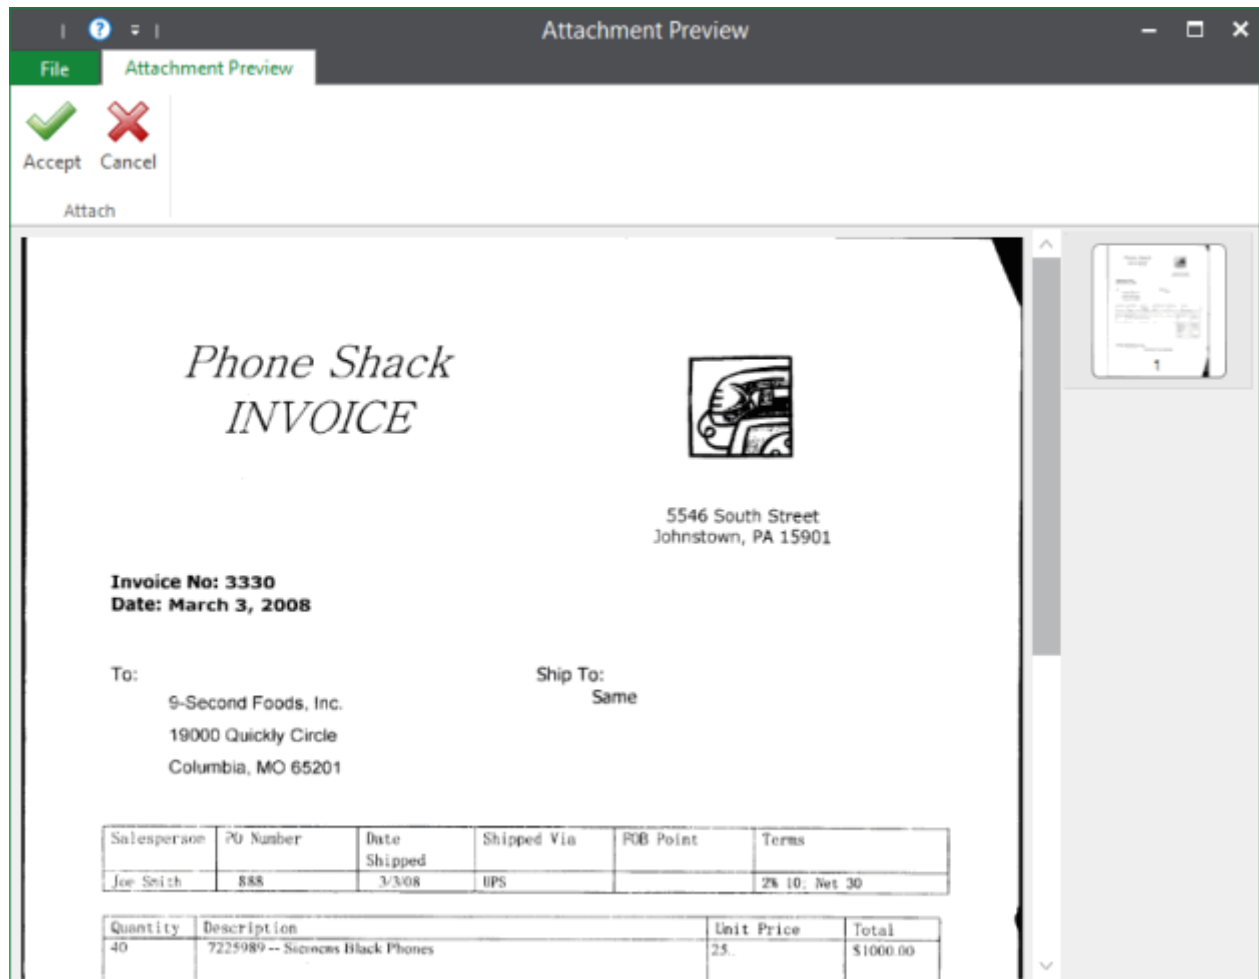 Attachment Preview
File
Attachment Preview
Accept
Cancel
Attach
Phone Shack
INVOICE
5546 South Street
Johnstown, PA 15901
Invoice No: 3330
Date: March 3, 2008
To:
9-Second Foods, Inc.
19000 Quickly Circle
Columbia, MO 65201
Ship To:
Same
Salesperson PO Number Date Shipped Shipped Via FOB Point Terms
Joe Smith 888 3/3/08 UPS 2% 10; Net 30
Quantity Description Unit Price Total
40 7225989 -- Siemens Black Phones 25.. $1000.00
1